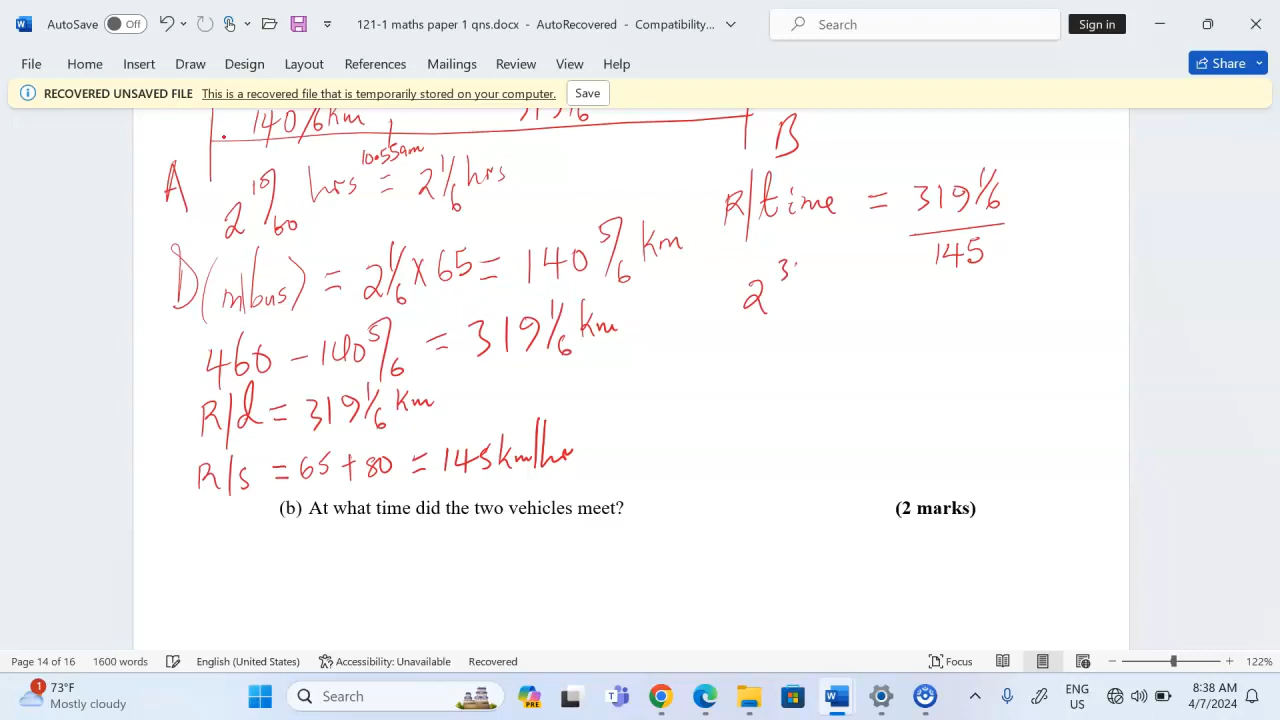 AutoSave Off 121-1 maths paper 1 qns.docx - AutoRecovered - Compatibility... Search Sign in
File Home Insert Draw Design Layout References Mailings Review View Help Share
RECOVERED UNSAVED FILE This is a recovered file that is temporarily stored on your computer. Save
140 5/6 km
10.55am
A B
2 10/60 hrs = 2 1/6 hrs
D(m/bus) = 2 1/6 x 65 = 140 5/6 km
460 - 140 5/6 = 319 1/6 km
R/d = 319 1/6 km
R/s = 65 + 80 = 145km/hr
R/time = 319 1/6
145
2 3
(b) At what time did the two vehicles meet? (2 marks)
Page 14 of 16 1600 words English (United States) Accessibility: Unavailable Recovered Focus 122%
1 73°F Search PRE ENG 8:38 AM
Mostly cloudy US 4/7/2024